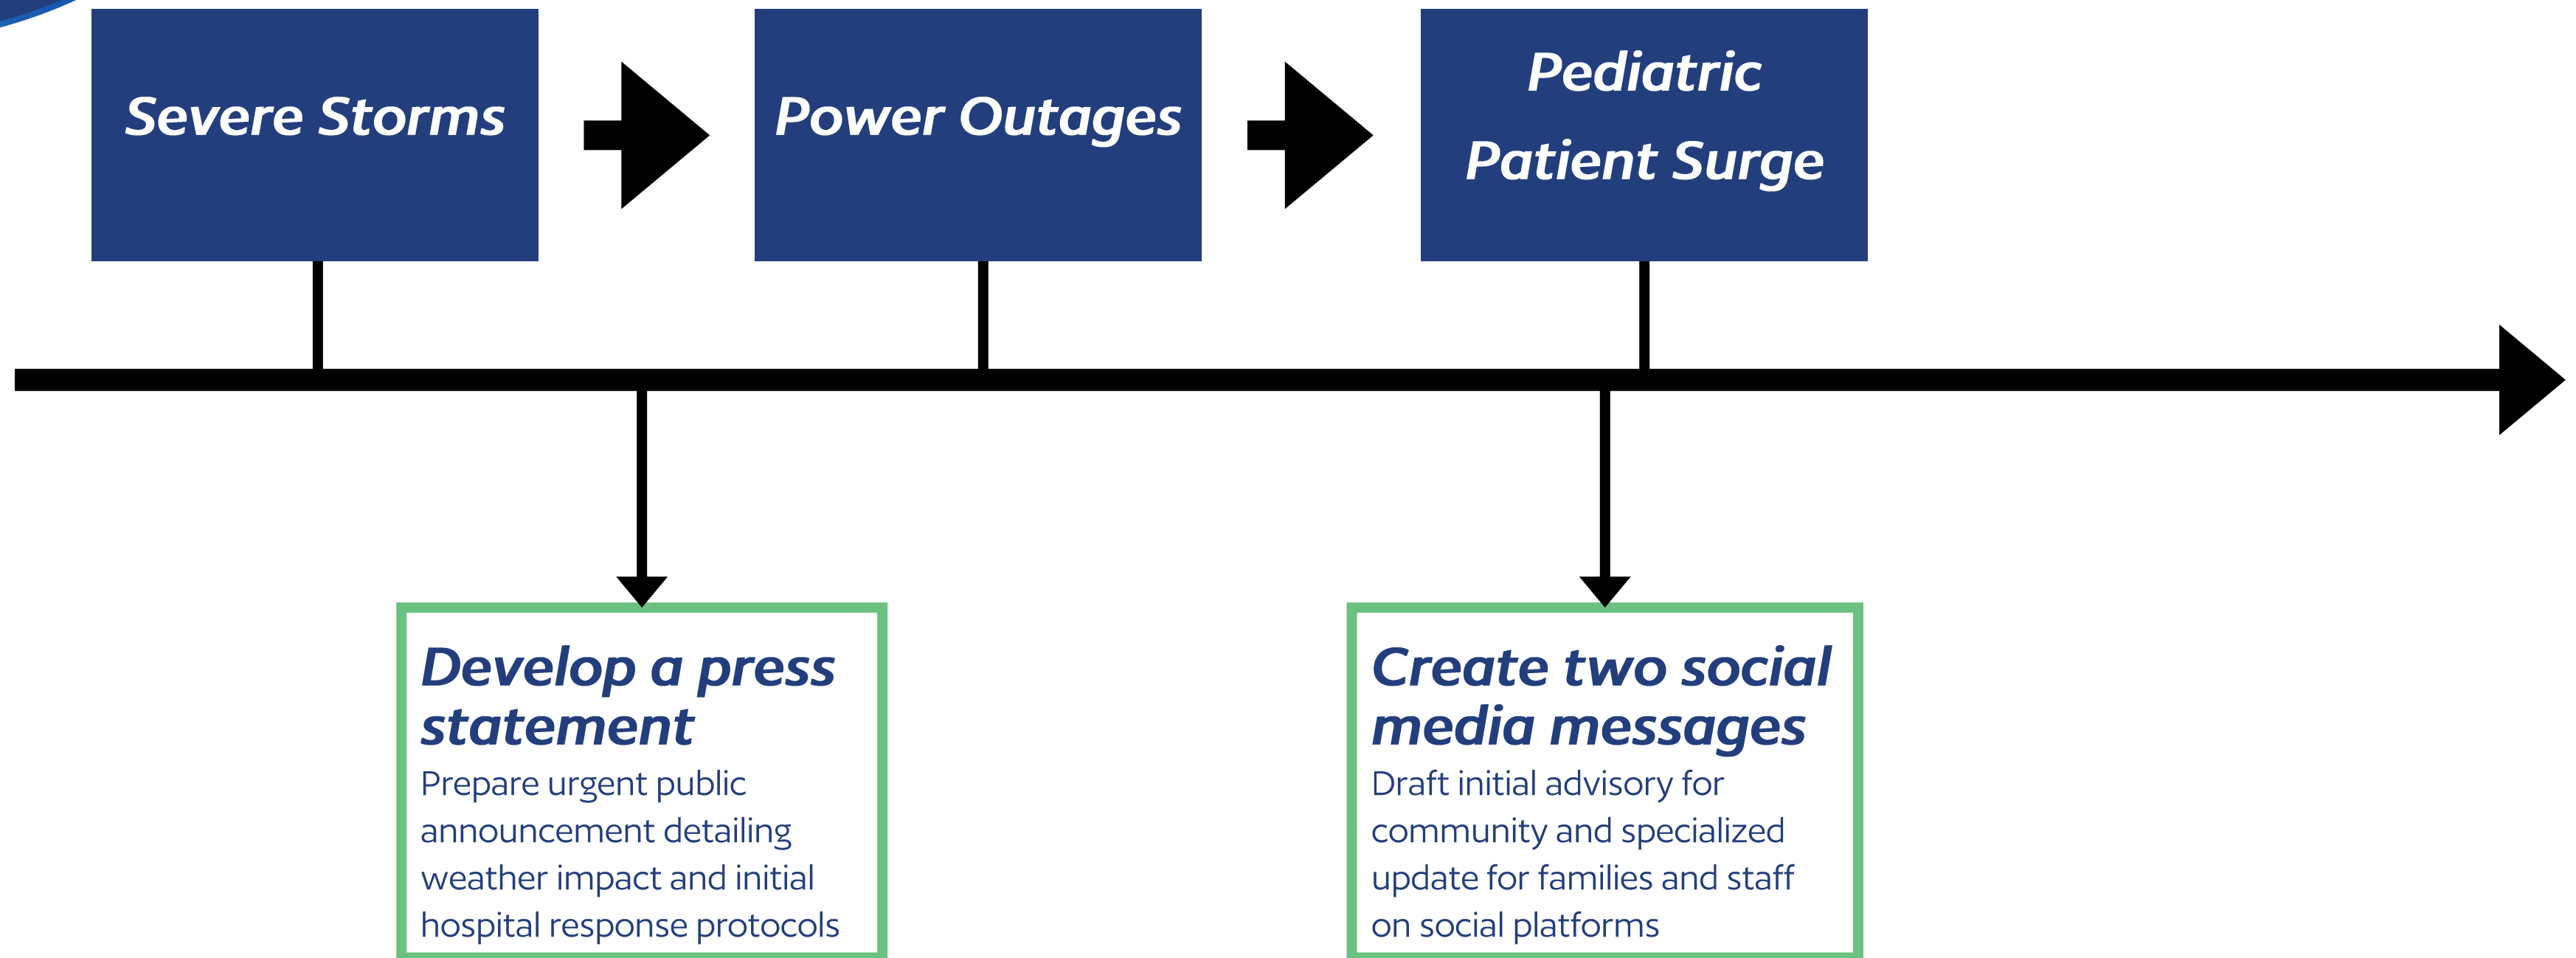 Severe Storms
Power Outages
Pediatric
Patient Surge
Develop a press
statement
Prepare urgent public
announcement detailing
weather impact and initial
hospital response protocols
Create two social
media messages
Draft initial advisory for
community and specialized
update for families and staff
on social platforms